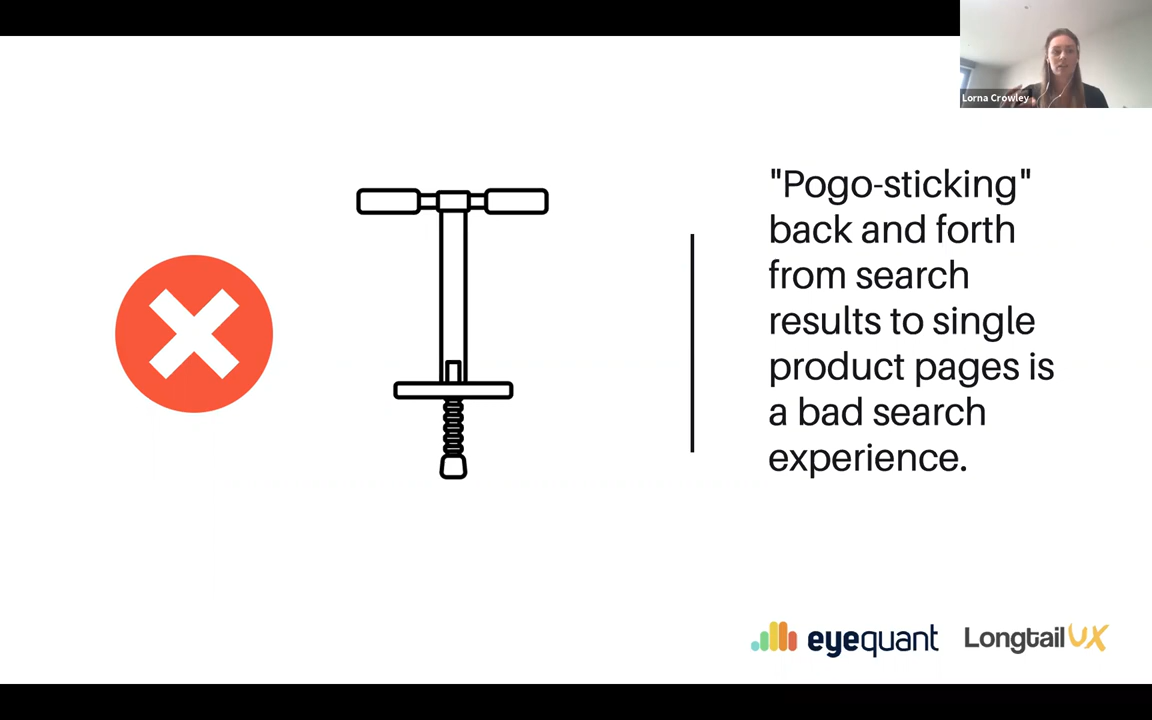 Lorna Crowley
"Pogo-sticking"
back and forth
from search
results to single
product pages is
a bad search
experience.
eyequant LongtailUX